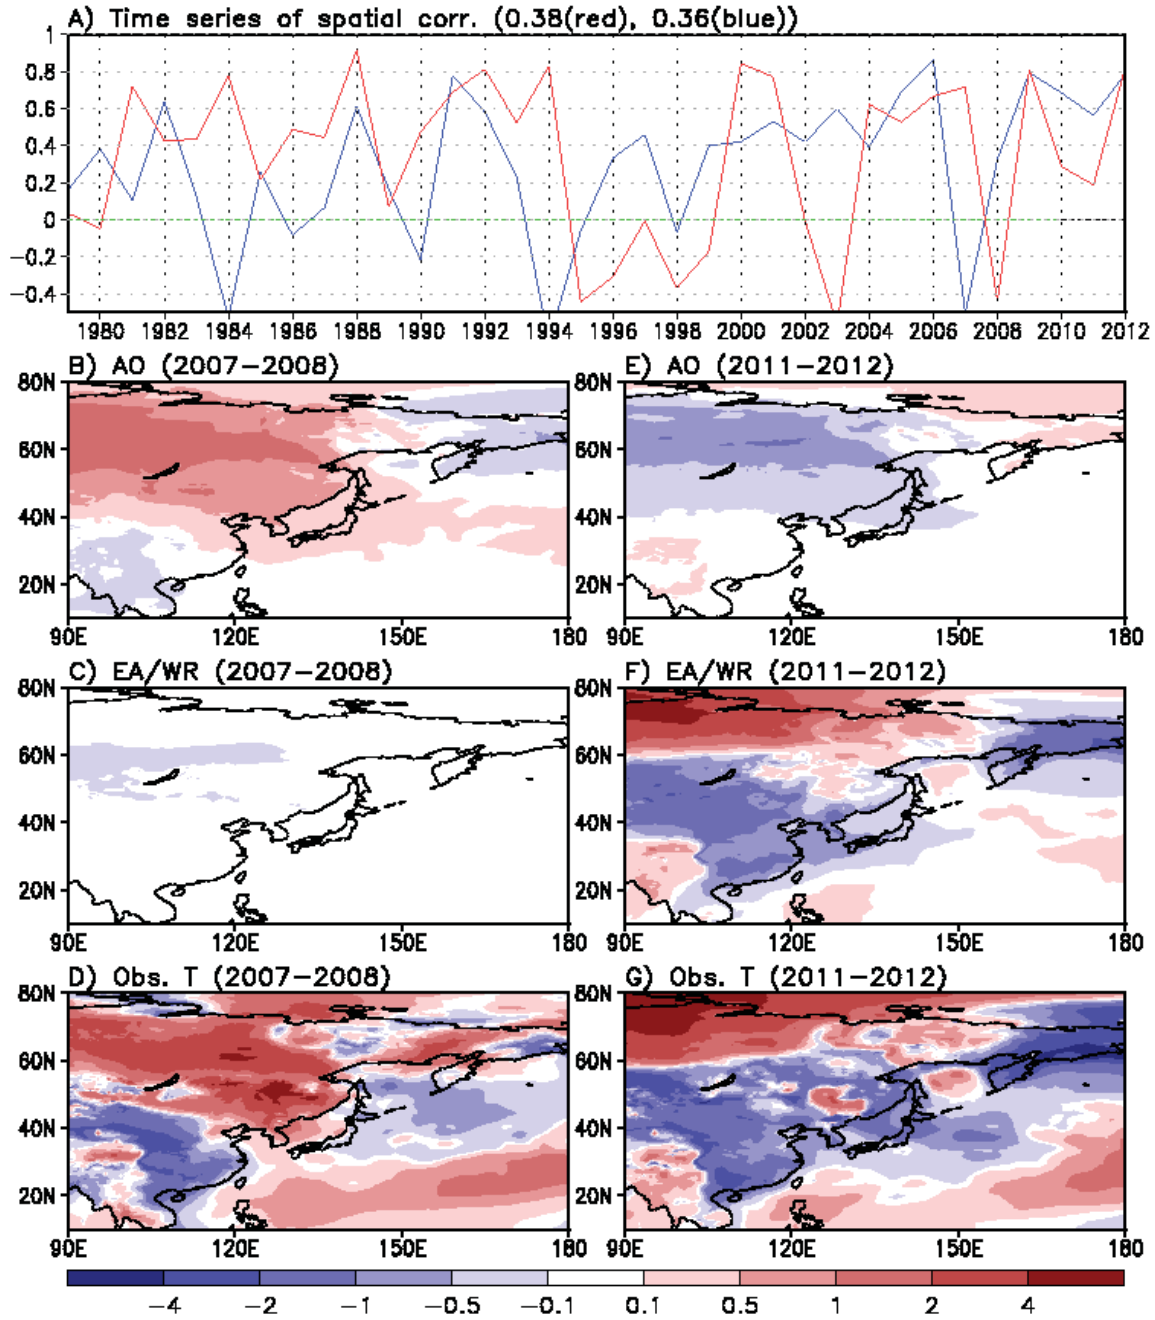 A) Time series of spatial corr. (0.38(red), 0.36(blue))
1
0.8
0.6
0.4
0.2
0
−0.2
−0.4
1980 1982 1984 1986 1988 1990 1992 1994 1996 1998 2000 2002 2004 2006 2008 2010 2012
B) AO (2007−2008)
80N
60N
40N
20N
90E 120E 150E 180
E) AO (2011−2012)
80N
60N
40N
20N
90E 120E 150E 180
C) EA/WR (2007−2008)
80N
60N
40N
20N
90E 120E 150E 180
F) EA/WR (2011−2012)
80N
60N
40N
20N
90E 120E 150E 180
D) Obs. T (2007−2008)
80N
60N
40N
20N
90E 120E 150E 180
G) Obs. T (2011−2012)
80N
60N
40N
20N
90E 120E 150E 180
−4 −2 −1 −0.5 −0.1 0.1 0.5 1 2 4